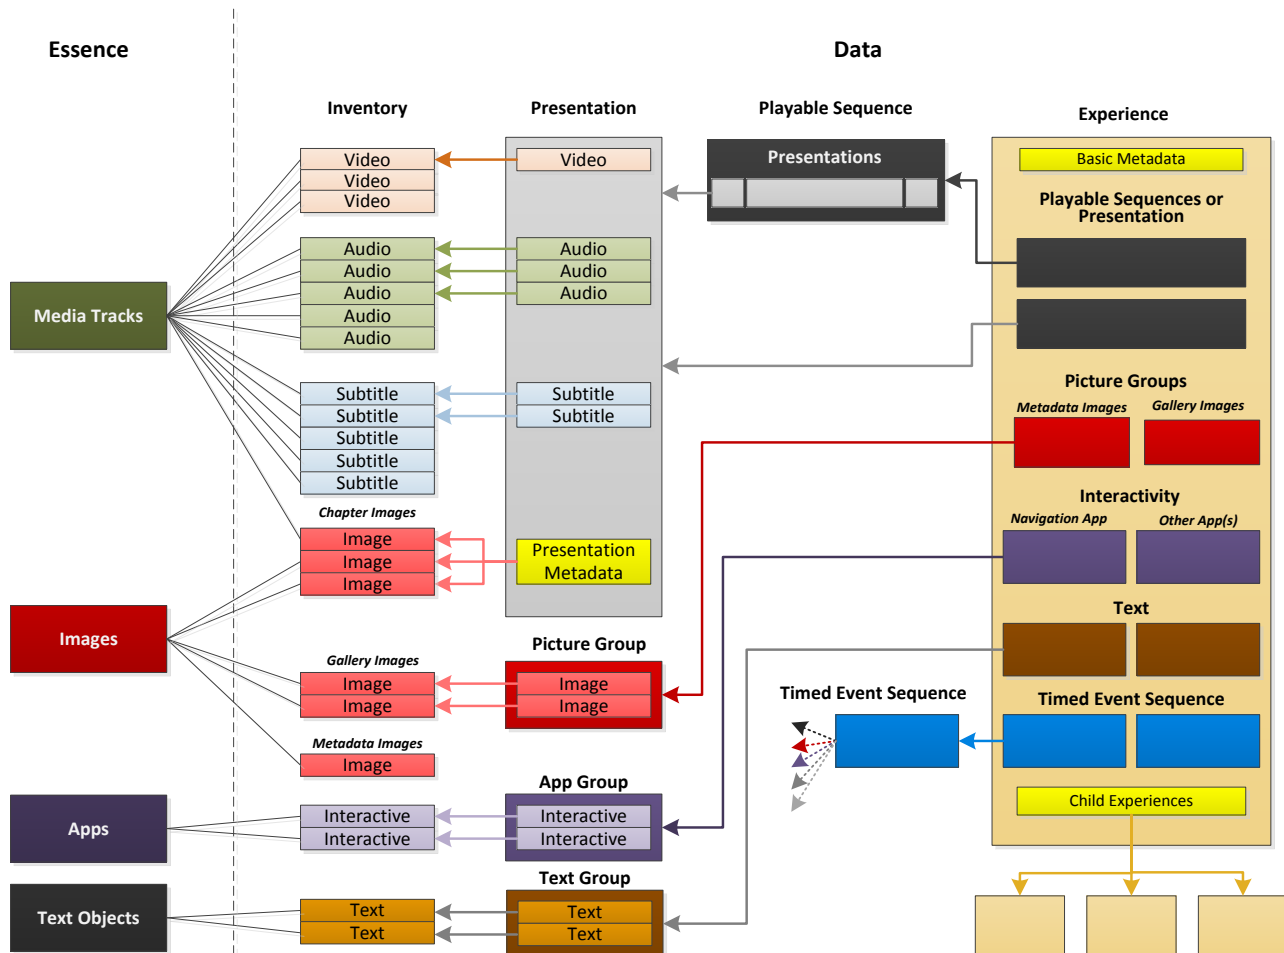 Essence
Data
Inventory
Presentation
Playable Sequence
Experience
Video
Video
Video
Video
Presentations
Basic Metadata
Playable Sequences or
Presentation
Audio
Audio
Audio
Audio
Audio
Audio
Audio
Audio
Media Tracks
Subtitle
Subtitle
Subtitle
Subtitle
Subtitle
Subtitle
Subtitle
Picture Groups
Metadata Images
Gallery Images
Chapter Images
Image
Image
Image
Presentation
Metadata
Interactivity
Navigation App
Other App(s)
Images
Text
Picture Group
Gallery Images
Image
Image
Image
Image
Timed Event Sequence
Timed Event Sequence
Metadata Images
Image
App Group
Child Experiences
Apps
Interactive
Interactive
Interactive
Interactive
Text Group
Text Objects
Text
Text
Text
Text